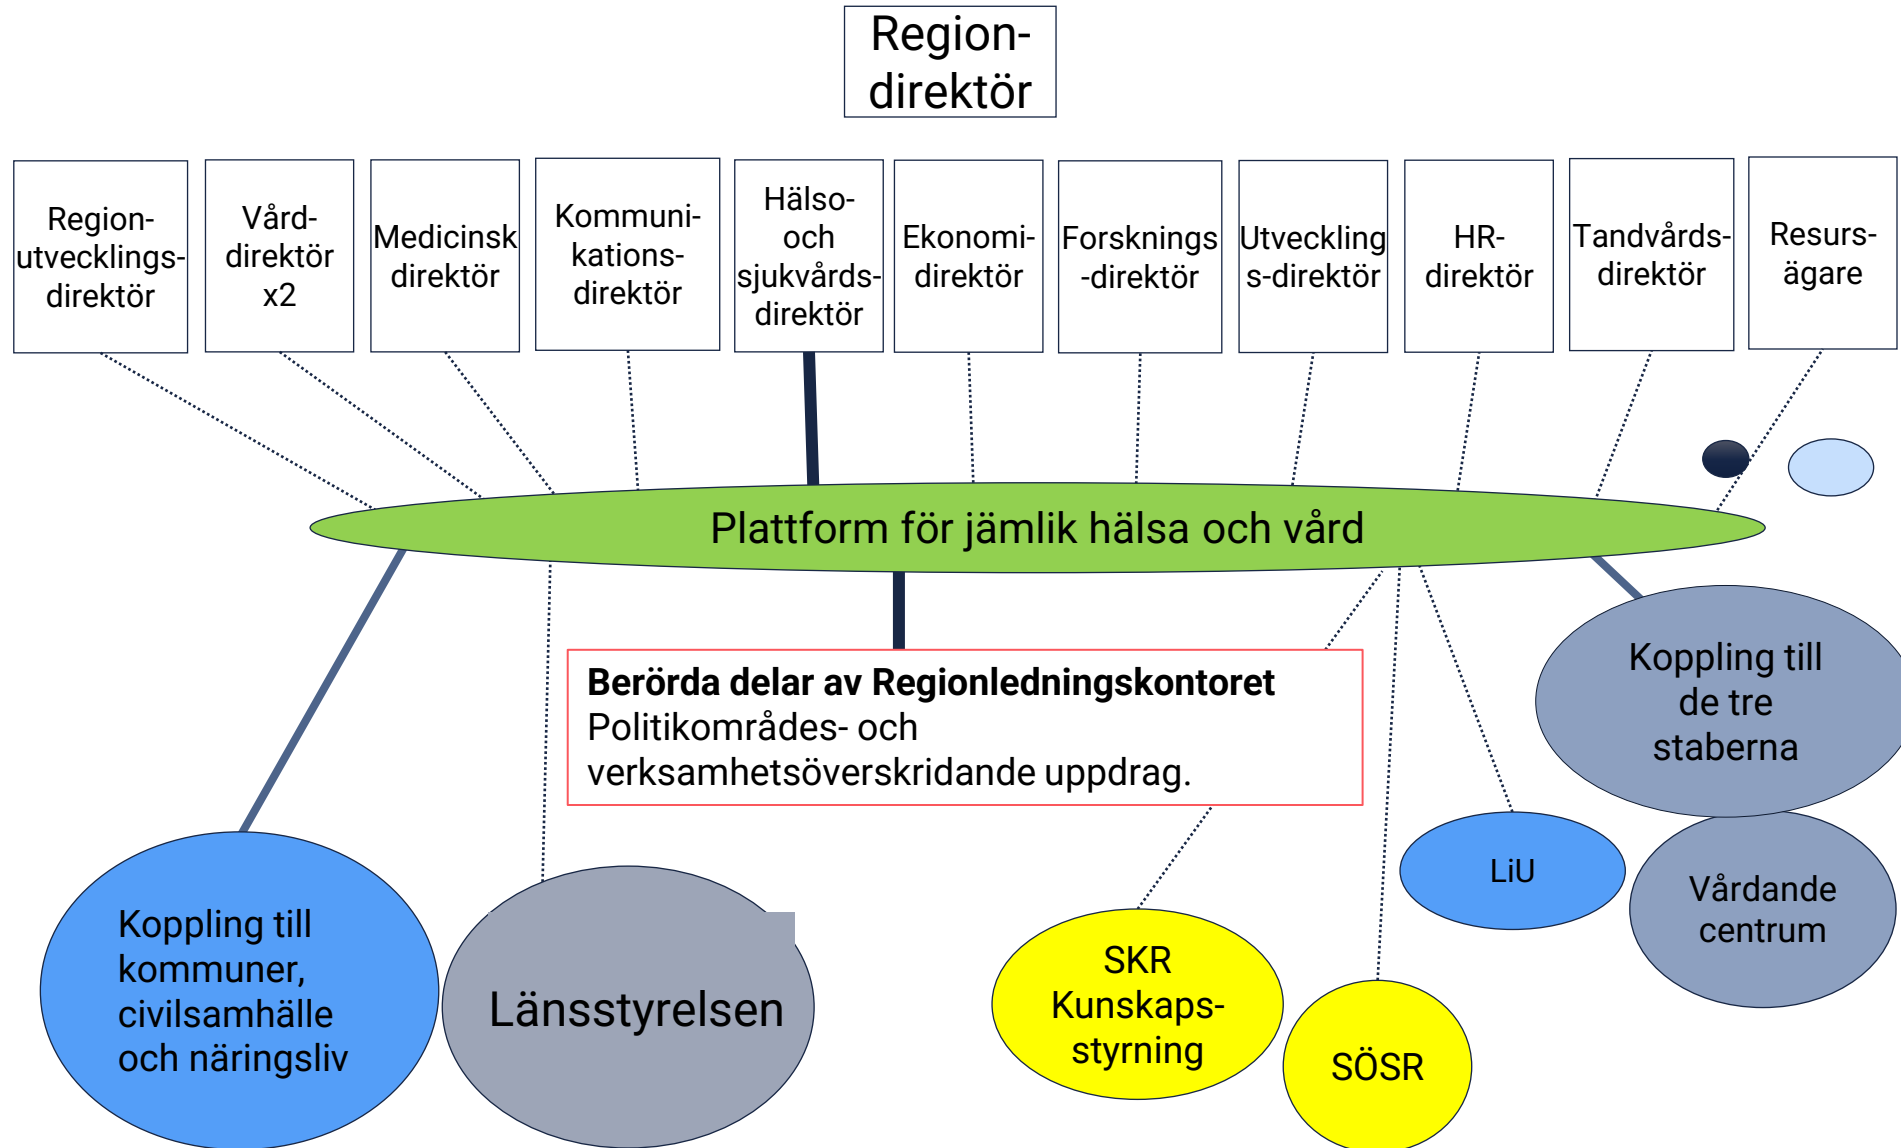 Region-
direktör
Region-
utvecklings-
direktör
Vård-
direktör
x2
Medicinsk
direktör
Kommuni-
kations-
direktör
Hälso-
och
sjukvårds-
direktör
Ekonomi-
direktör
Forsknings
-direktör
Utveckling
s-direktör
HR-
direktör
Tandvårds-
direktör
Resurs-
ägare
Plattform för jämlik hälsa och vård
Berörda delar av Regionledningskontoret
Politikområdes- och
verksamhetsöverskridande uppdrag.
Koppling till
de tre
staberna
Koppling till
kommuner,
civilsamhälle
och näringsliv
Länsstyrelsen
SKR
Kunskaps-
styrning
SÖSR
LiU
Vårdande
centrum